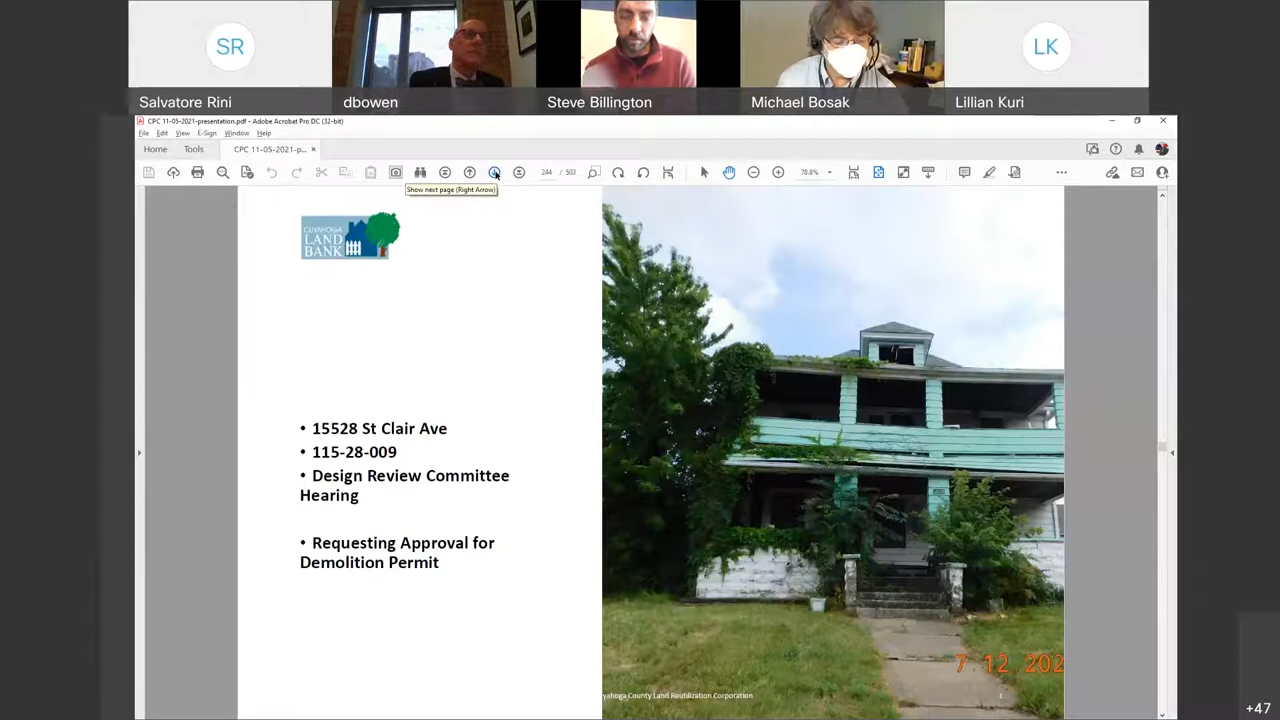 SR
LK
Salvatore Rini
dbowen
Steve Billington
Michael Bosak
Lillian Kuri
CPC 11-05-2021-presentation.pdf - Adobe Acrobat Pro DC (32-bit)
File Edit View E-Sign Window Help
Home Tools CPC 11-05-2021-p... ×
244 / 503 78.8%
Show next page (Right Arrow)
CUYAHOGA
LAND
BANK
• 15528 St Clair Ave
• 115-28-009
• Design Review Committee
Hearing
• Requesting Approval for
Demolition Permit
7.12.202
yahoga County Land Reutilization Corporation
1
+47